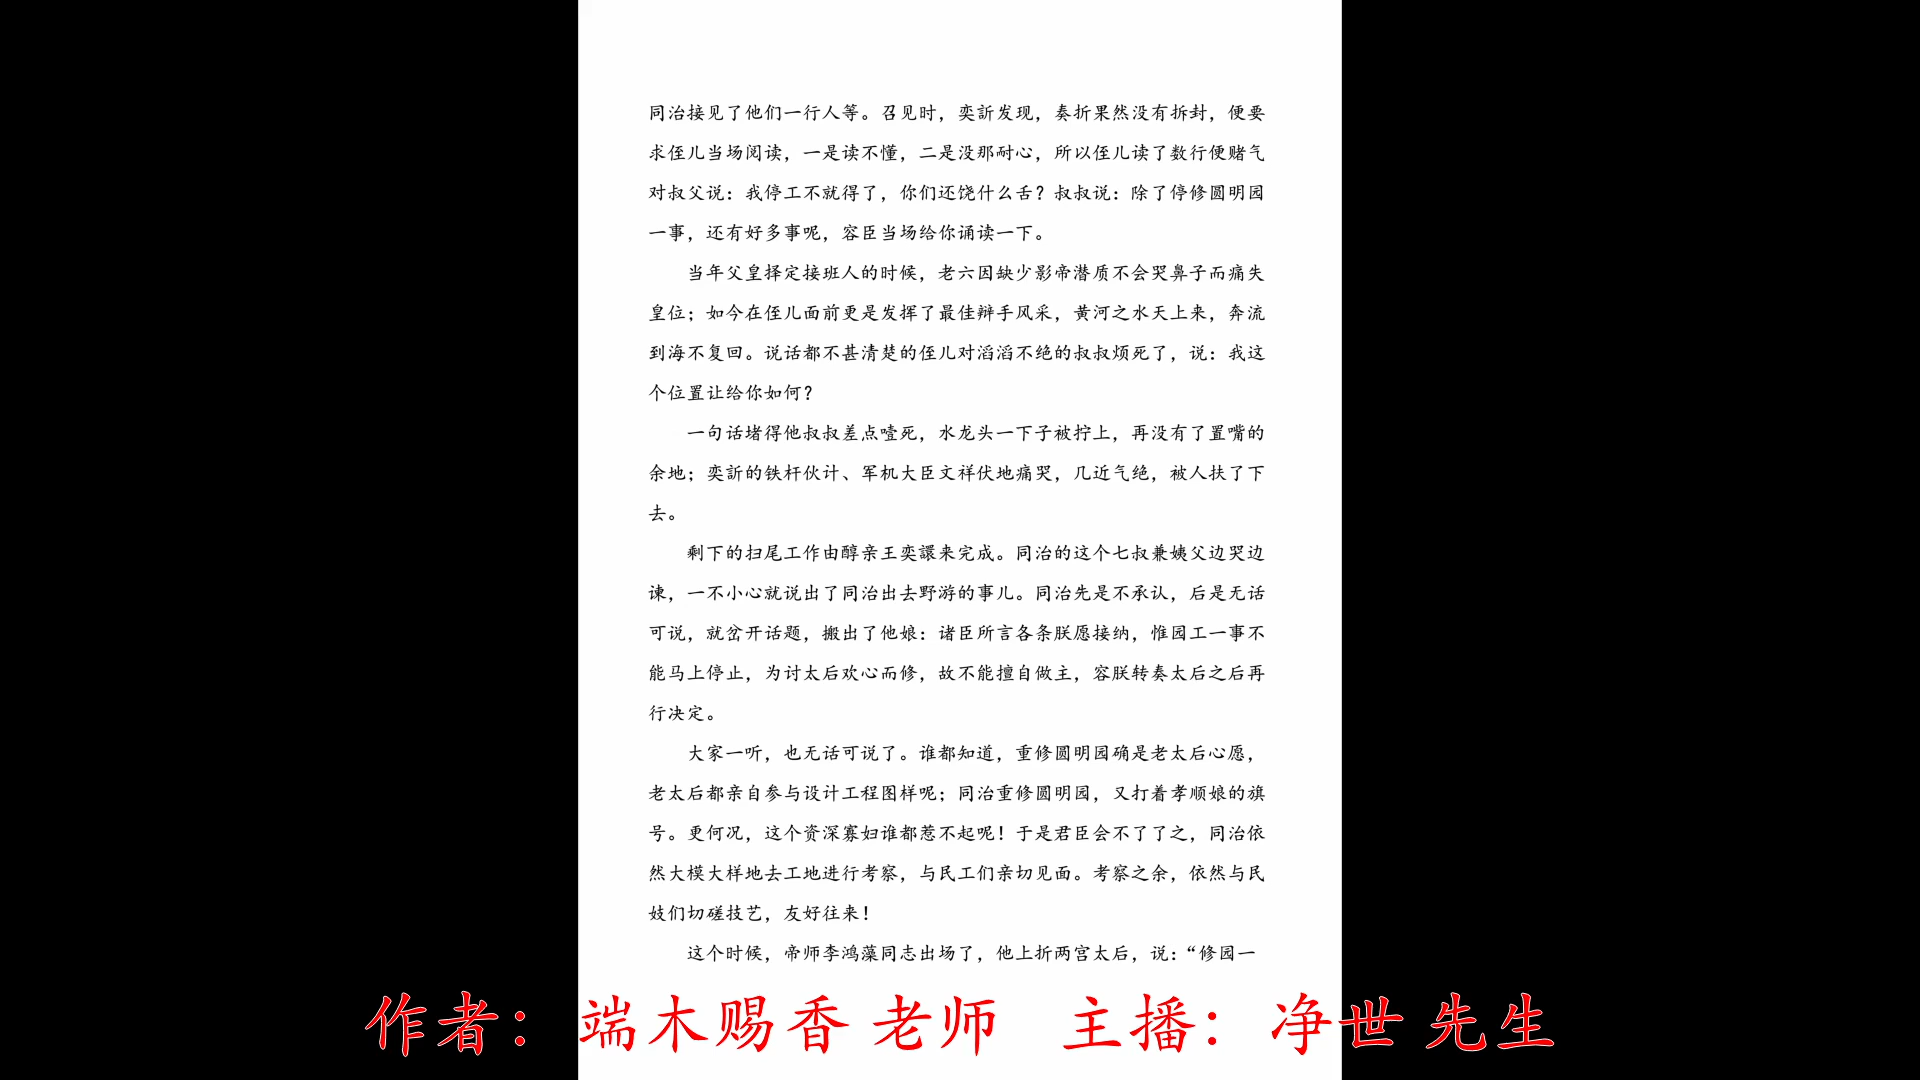 同治接见了他们一行人等。召见时，奕訢发现，奏折果然没有拆封，便要
求侄儿当场阅读，一是读不懂，二是没那耐心，所以侄儿读了数行便赌气
对叔父说：我停工不就得了，你们还饶什么舌？叔叔说：除了停修圆明园
一事，还有好多事呢，容臣当场给你诵读一下。
当年父皇择定接班人的时候，老六因缺少影帝潜质不会哭鼻子而痛失
皇位；如今在侄儿面前更是发挥了最佳辩手风采，黄河之水天上来，奔流
到海不复回。说话都不甚清楚的侄儿对滔滔不绝的叔叔烦死了，说：我这
个位置让给你如何？
一句话堵得他叔叔差点噎死，水龙头一下子被拧上，再没有了置嘴的
余地；奕訢的铁杆伙计、军机大臣文祥伏地痛哭，几近气绝，被人扶了下
去。
剩下的扫尾工作由醇亲王奕譞来完成。同治的这个七叔兼姨父边哭边
谏，一不小心就说出了同治出去野游的事儿。同治先是不承认，后是无话
可说，就岔开话题，搬出了他娘：诸臣所言各条朕愿接纳，惟园工一事不
能马上停止，为讨太后欢心而修，故不能擅自做主，容朕转奏太后之后再
行决定。
大家一听，也无话可说了。谁都知道，重修圆明园确是老太后心愿，
老太后都亲自参与设计工程图样呢；同治重修圆明园，又打着孝顺娘的旗
号。更何况，这个资深寡妇谁都惹不起呢！于是君臣会不了了之，同治依
然大模大样地去工地进行考察，与民工们亲切见面。考察之余，依然与民
妓们切磋技艺，友好往来！
这个时候，帝师李鸿藻同志出场了，他上折两宫太后，说：“修园一
作者：端木赐香老师 主播：净世先生